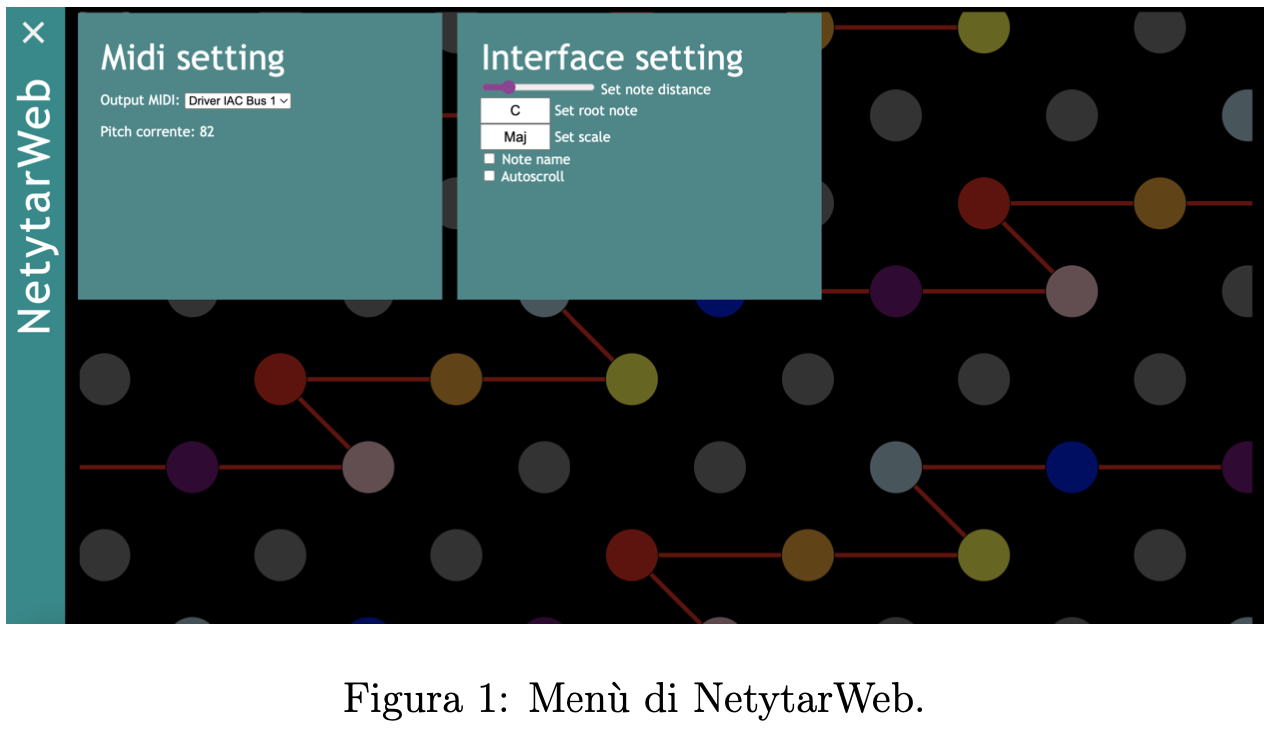 ×
NetytarWeb
Midi setting
Output MIDI: Driver IAC Bus 1
Pitch corrente: 82
Interface setting
Set note distance
C Set root note
Maj Set scale
Note name
Autoscroll
Figura 1: Menù di NetytarWeb.